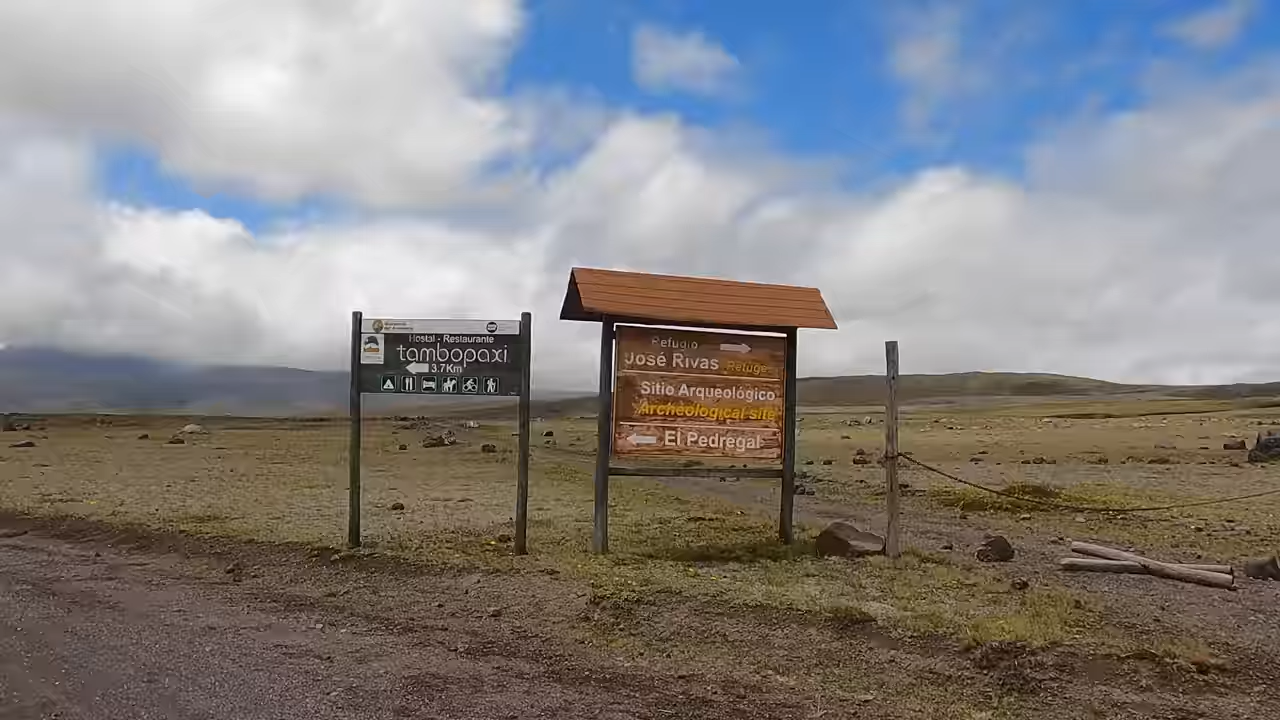 Hostal - Restaurante
tambopaxi
3.7Km
Refugio
José Rivas Refuge
Sitio Arqueológico
Archeological site
El Pedregal